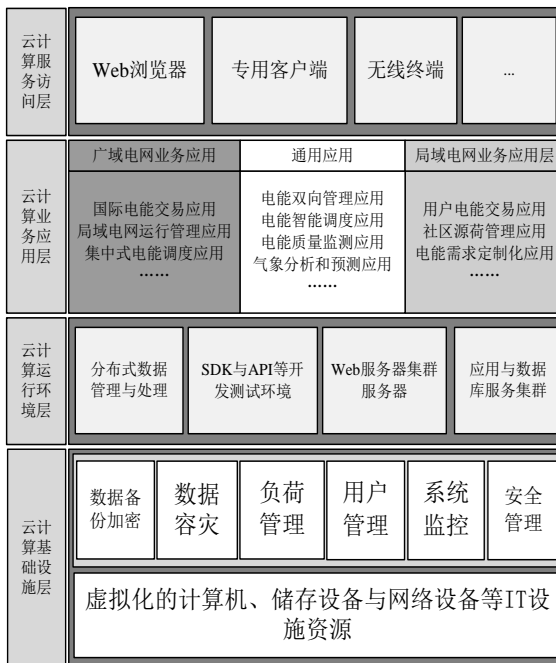 云计
算服
务访
问层
Web浏览器
专用客户端
无线终端
...
云计
算业
务应
用层
广域电网业务应用
国际电能交易应用
局域电网运行管理应用
集中式电能调度应用
……
通用应用
电能双向管理应用
电能智能调度应用
电能质量监测应用
气象分析和预测应用
……
局域电网业务应用层
用户电能交易应用
社区源荷管理应用
电能需求定制化应用
……
云计
算运
行环
境层
分布式数据
管理与处理
SDK与API等开
发测试环境
Web服务器集群
服务器
应用与数据
库服务集群
云计
算基
础设
施层
数据备
份加密
数据
容灾
负荷
管理
用户
管理
系统
监控
安全
管理
虚拟化的计算机、储存设备与网络设备等IT设
施资源